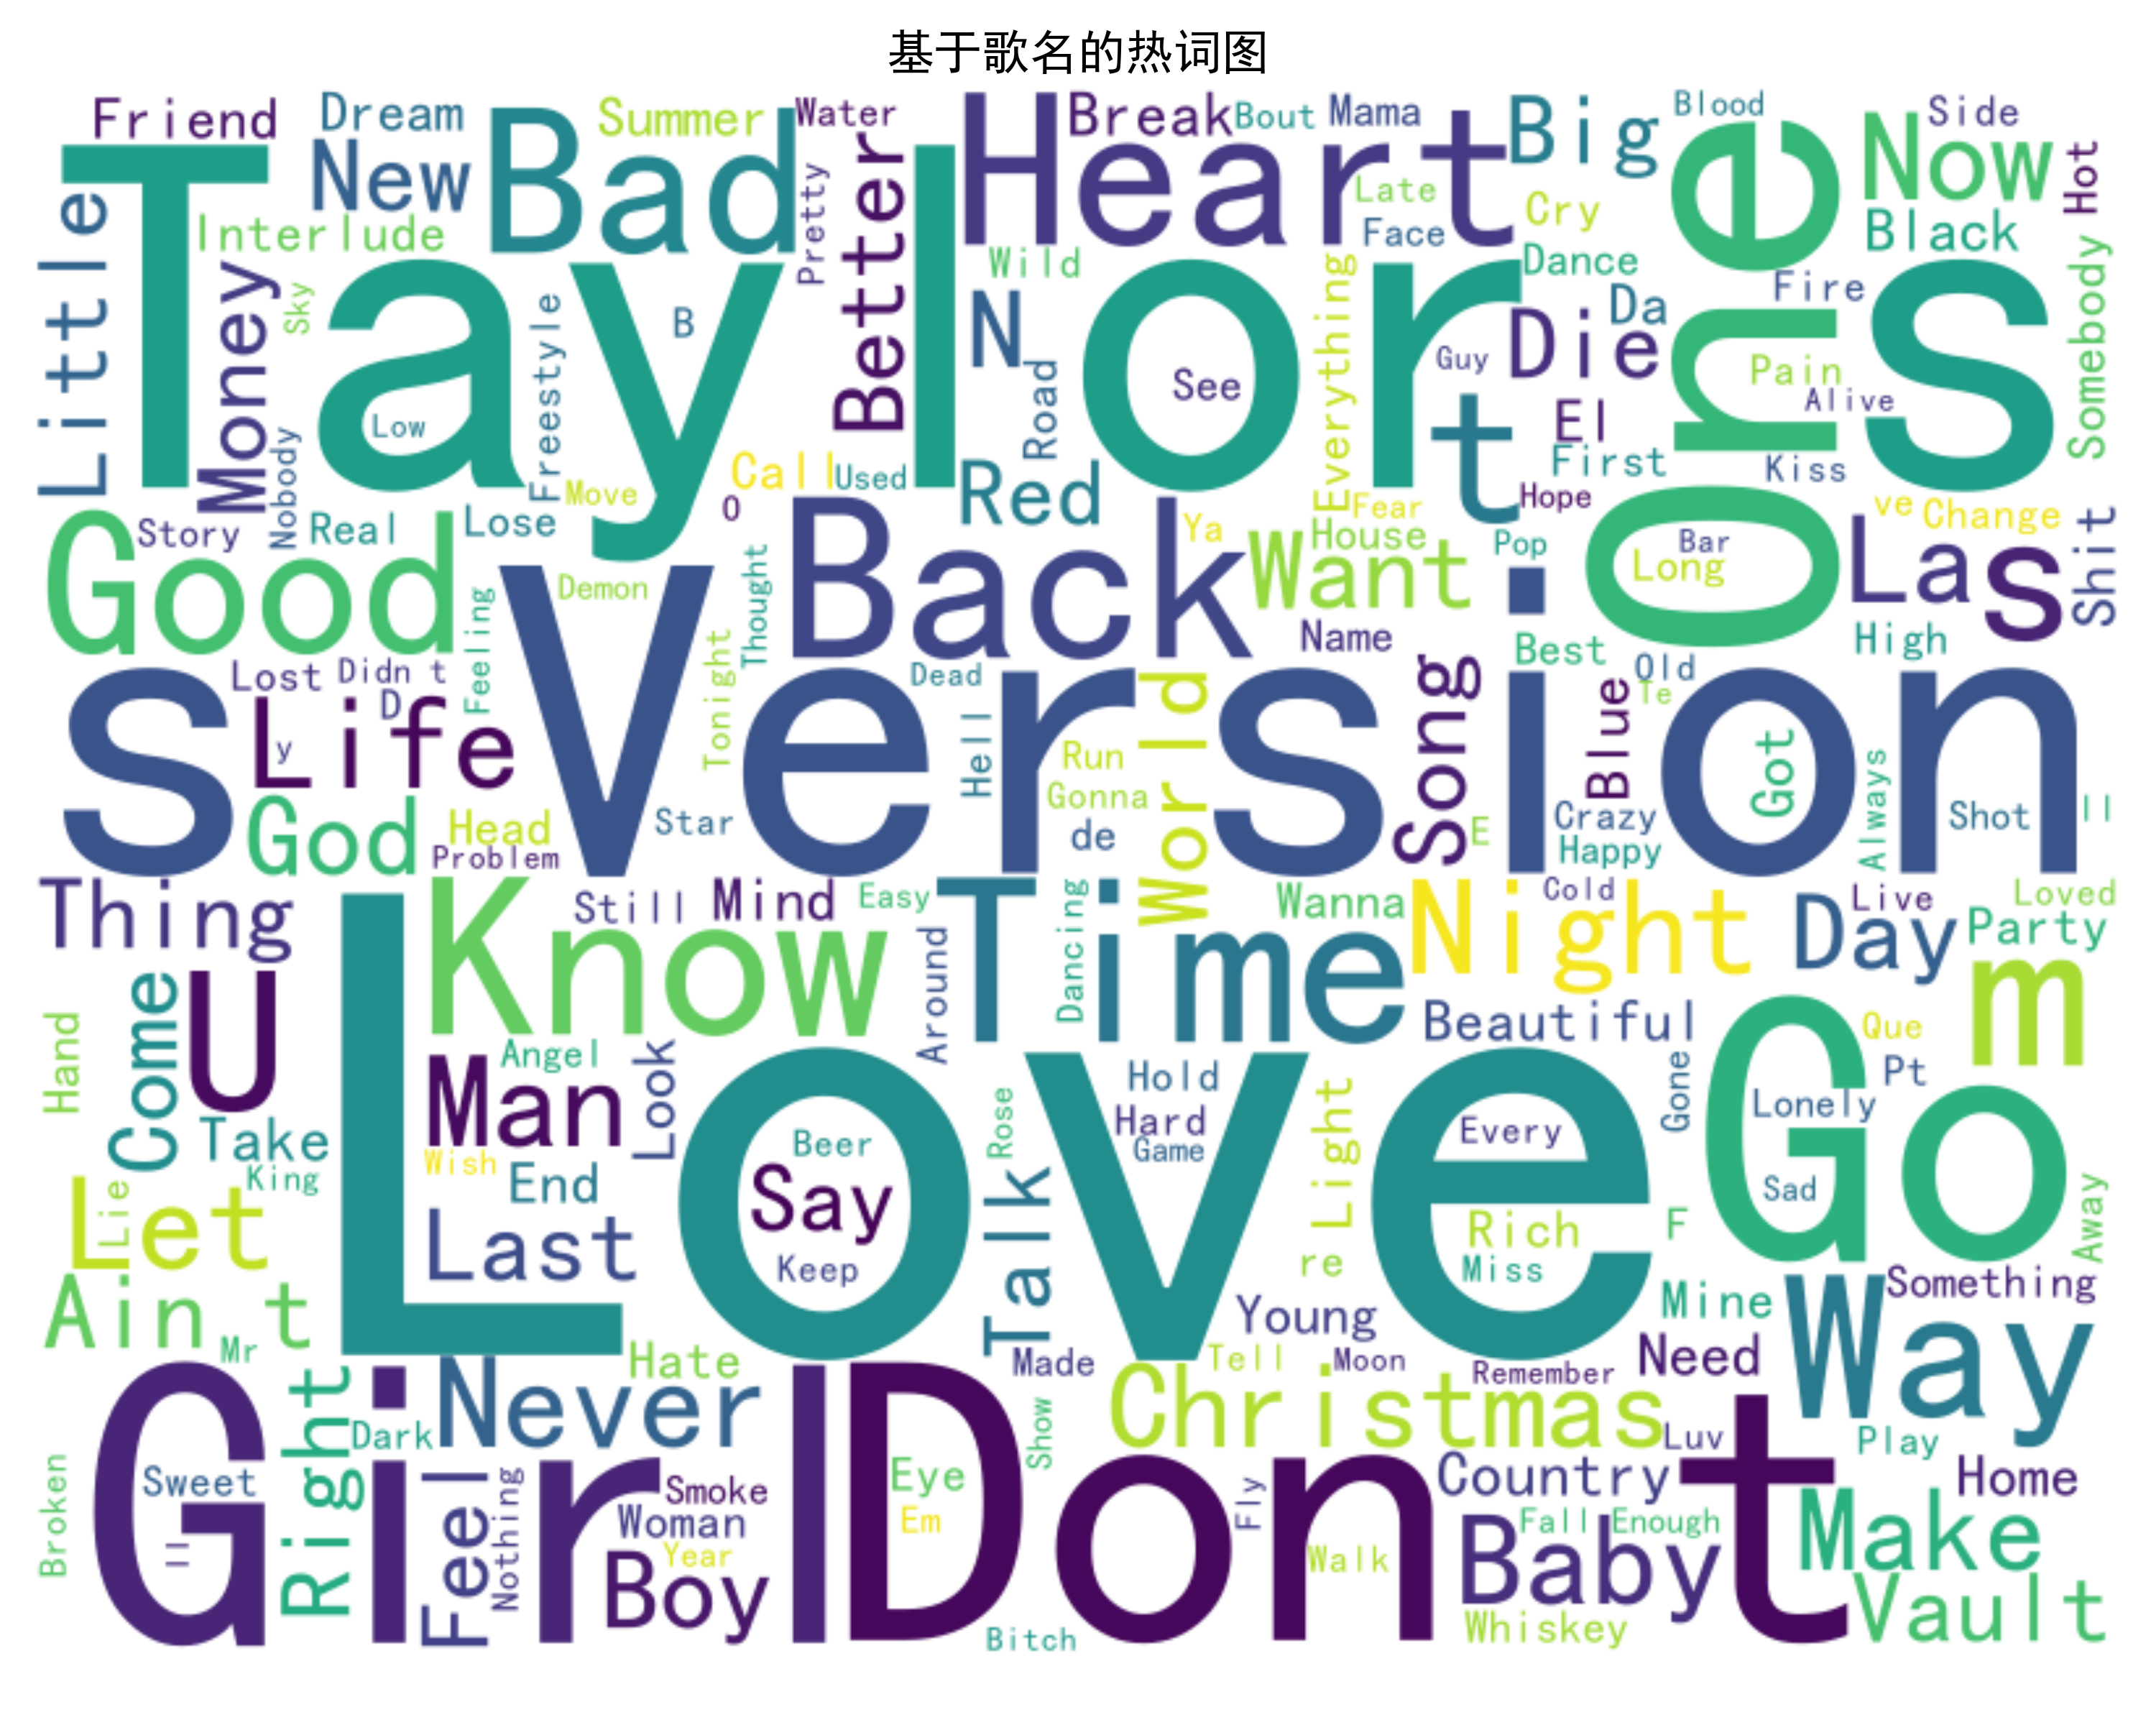 基于歌名的热词图
Friend Dream Summer Water Heart Break Bout Mama Big Blood Side
Little Taylor s New Bad Pretty Better Late One Now Hot
Interlude Wild Face Cry Black
Money Sky Freestyle B Everything Dance Fire Somebody
N Road See Guy Die Da Pain Alive
Low El
Nobody Move Call Used Red t First Kiss
O Fear Hope ve Change
Good Story Real Lose Back Ya House Pop Bar Las Shit
Want Long
Feeling Demon Thought Name Best High
s Version Lost Didn t Tonight Dead Song Old
Life D World Blue Te
y Hell Run Got Always
God Head Star Gonna Crazy Shot ll
Problem de E Happy
Thing Know Still Mind Easy Time Wanna Night Cold Live Loved
Dancing Day Party
Hand Come U Around Beautiful Que m
Angel Look Love Hold Gone Pt Go
Man Hard Lonely
Take Beer Rose Game Light Every
Wish
King End Say Sad Away
Let Lie Last Talk Rich F
Keep re Miss
Ain t Young Mine Something
Mr Hate Made Tell Moon Remember Need Way
Girl Right Never Show Christmas
Dark Luv Play
Broken Sweet Feel Nothing Smoke Don t Eye Fly Country Home
Woman Em Fall Enough Make
ll Boy Year Walk Baby
Bitch Whiskey Vault